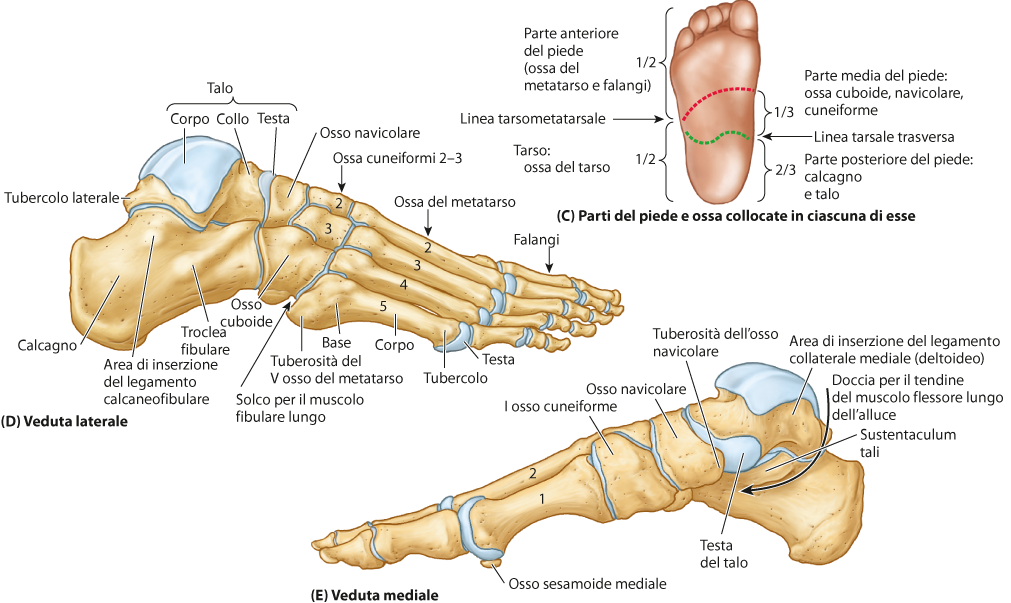 Parte anteriore
del piede
(ossa del
metatarso e falangi)
1/2
Linea tarsometatarsale
Tarso:
ossa del tarso
1/2
Parte media del piede:
ossa cuboide, navicolare,
cuneiforme
1/3
Linea tarsale trasversa
2/3
Parte posteriore del piede:
calcagno
e talo
(C) Parti del piede e ossa collocate in ciascuna di esse
Talo
Corpo Collo Testa
Osso navicolare
Ossa cuneiformi 2–3
Tubercolo laterale
Ossa del metatarso
Falangi
2
3
2
3
4
5
Calcagno
Area di inserzione
del legamento
calcaneofibulare
Troclea
fibulare
Osso
cuboide
Base
Tuberosità del
V osso del metatarso
Solco per il muscolo
fibulare lungo
Corpo
Tubercolo
Testa
(D) Veduta laterale
Tuberosità dell'osso
navicolare
Area di inserzione del legamento
collaterale mediale (deltoideo)
Osso navicolare
Doccia per il tendine
del muscolo flessore lungo
dell'alluce
I osso cuneiforme
Sustentaculum
tali
2
1
Testa
del talo
Osso sesamoide mediale
(E) Veduta mediale